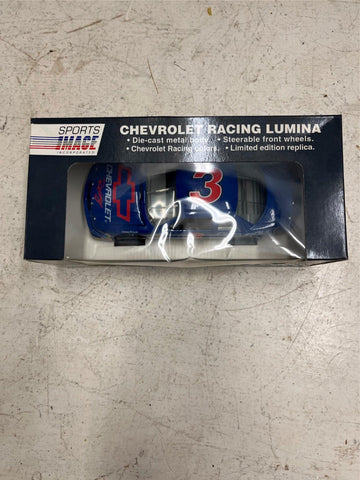 SPORTS
IMAGE
INCORPORATED
CHEVROLET RACING LUMINA
• Die-cast metal body. • Steerable front wheels.
• Chevrolet Racing colors. • Limited edition replica.
CHEVROLET
3